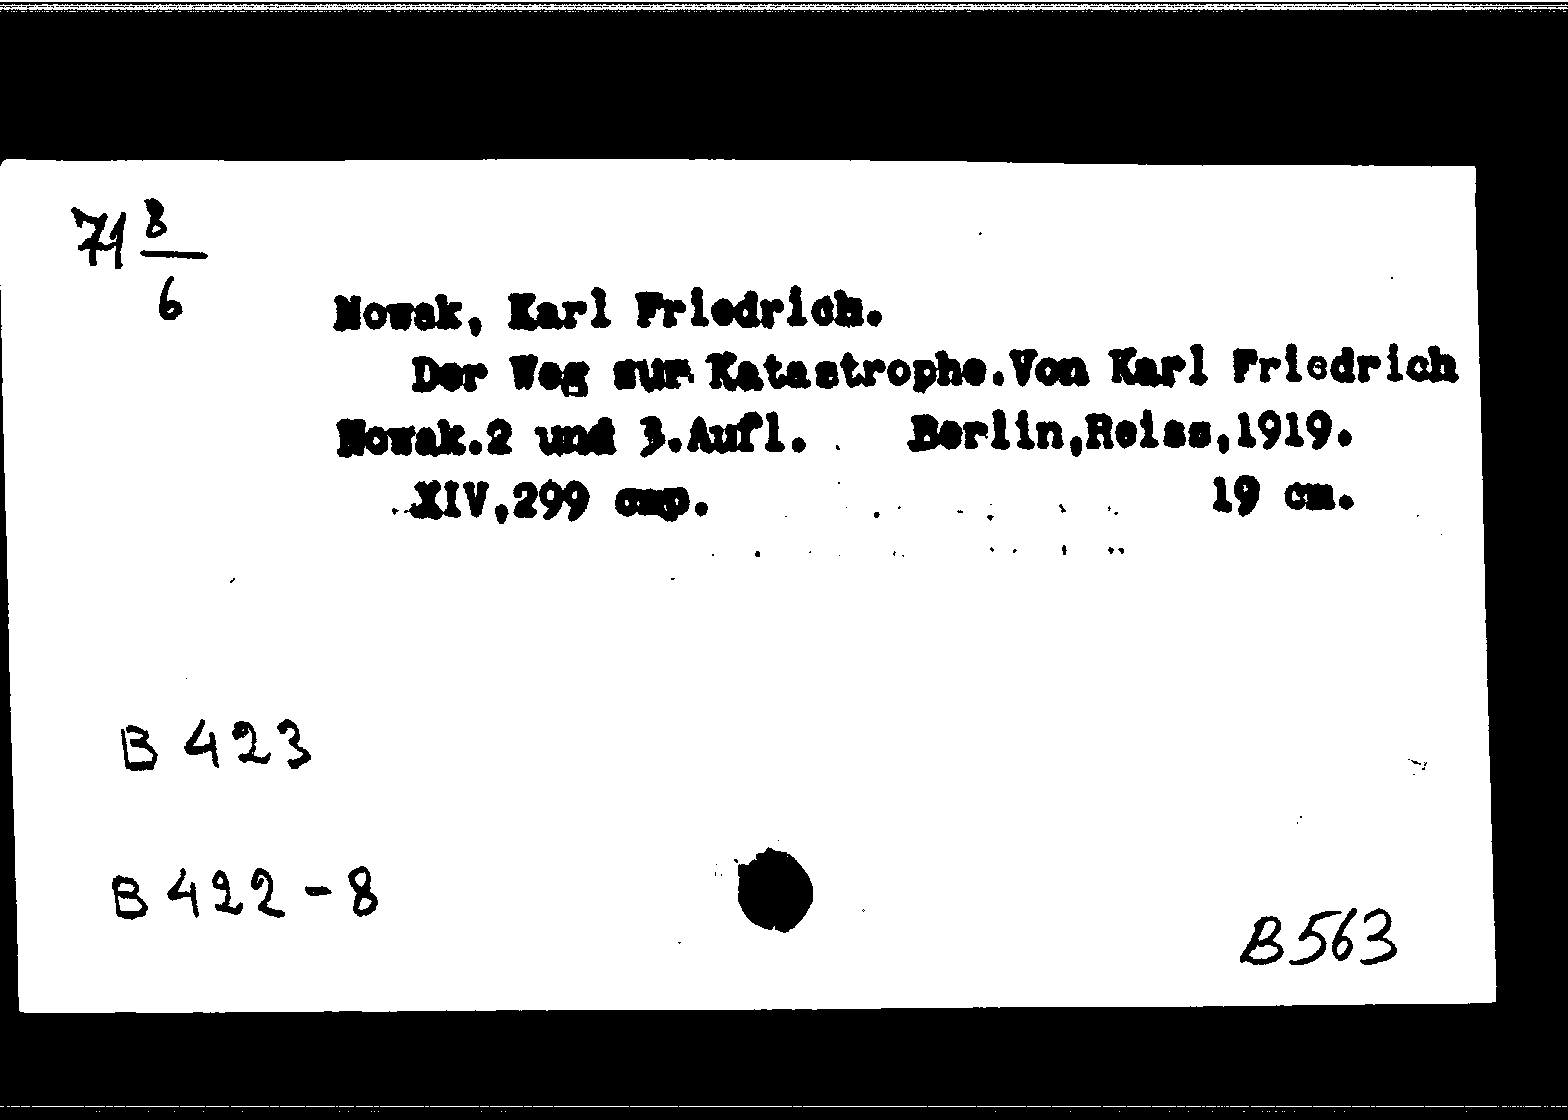 71 8/6
Nowak, Karl Friedrich.
Der Weg zur Katastrophe.Von Karl Friedrich
Nowak.2 und 3.Aufl. Berlin,Reiss,1919.
XIV,299 стр. 19 cm.
B 423
B 422-8
B563